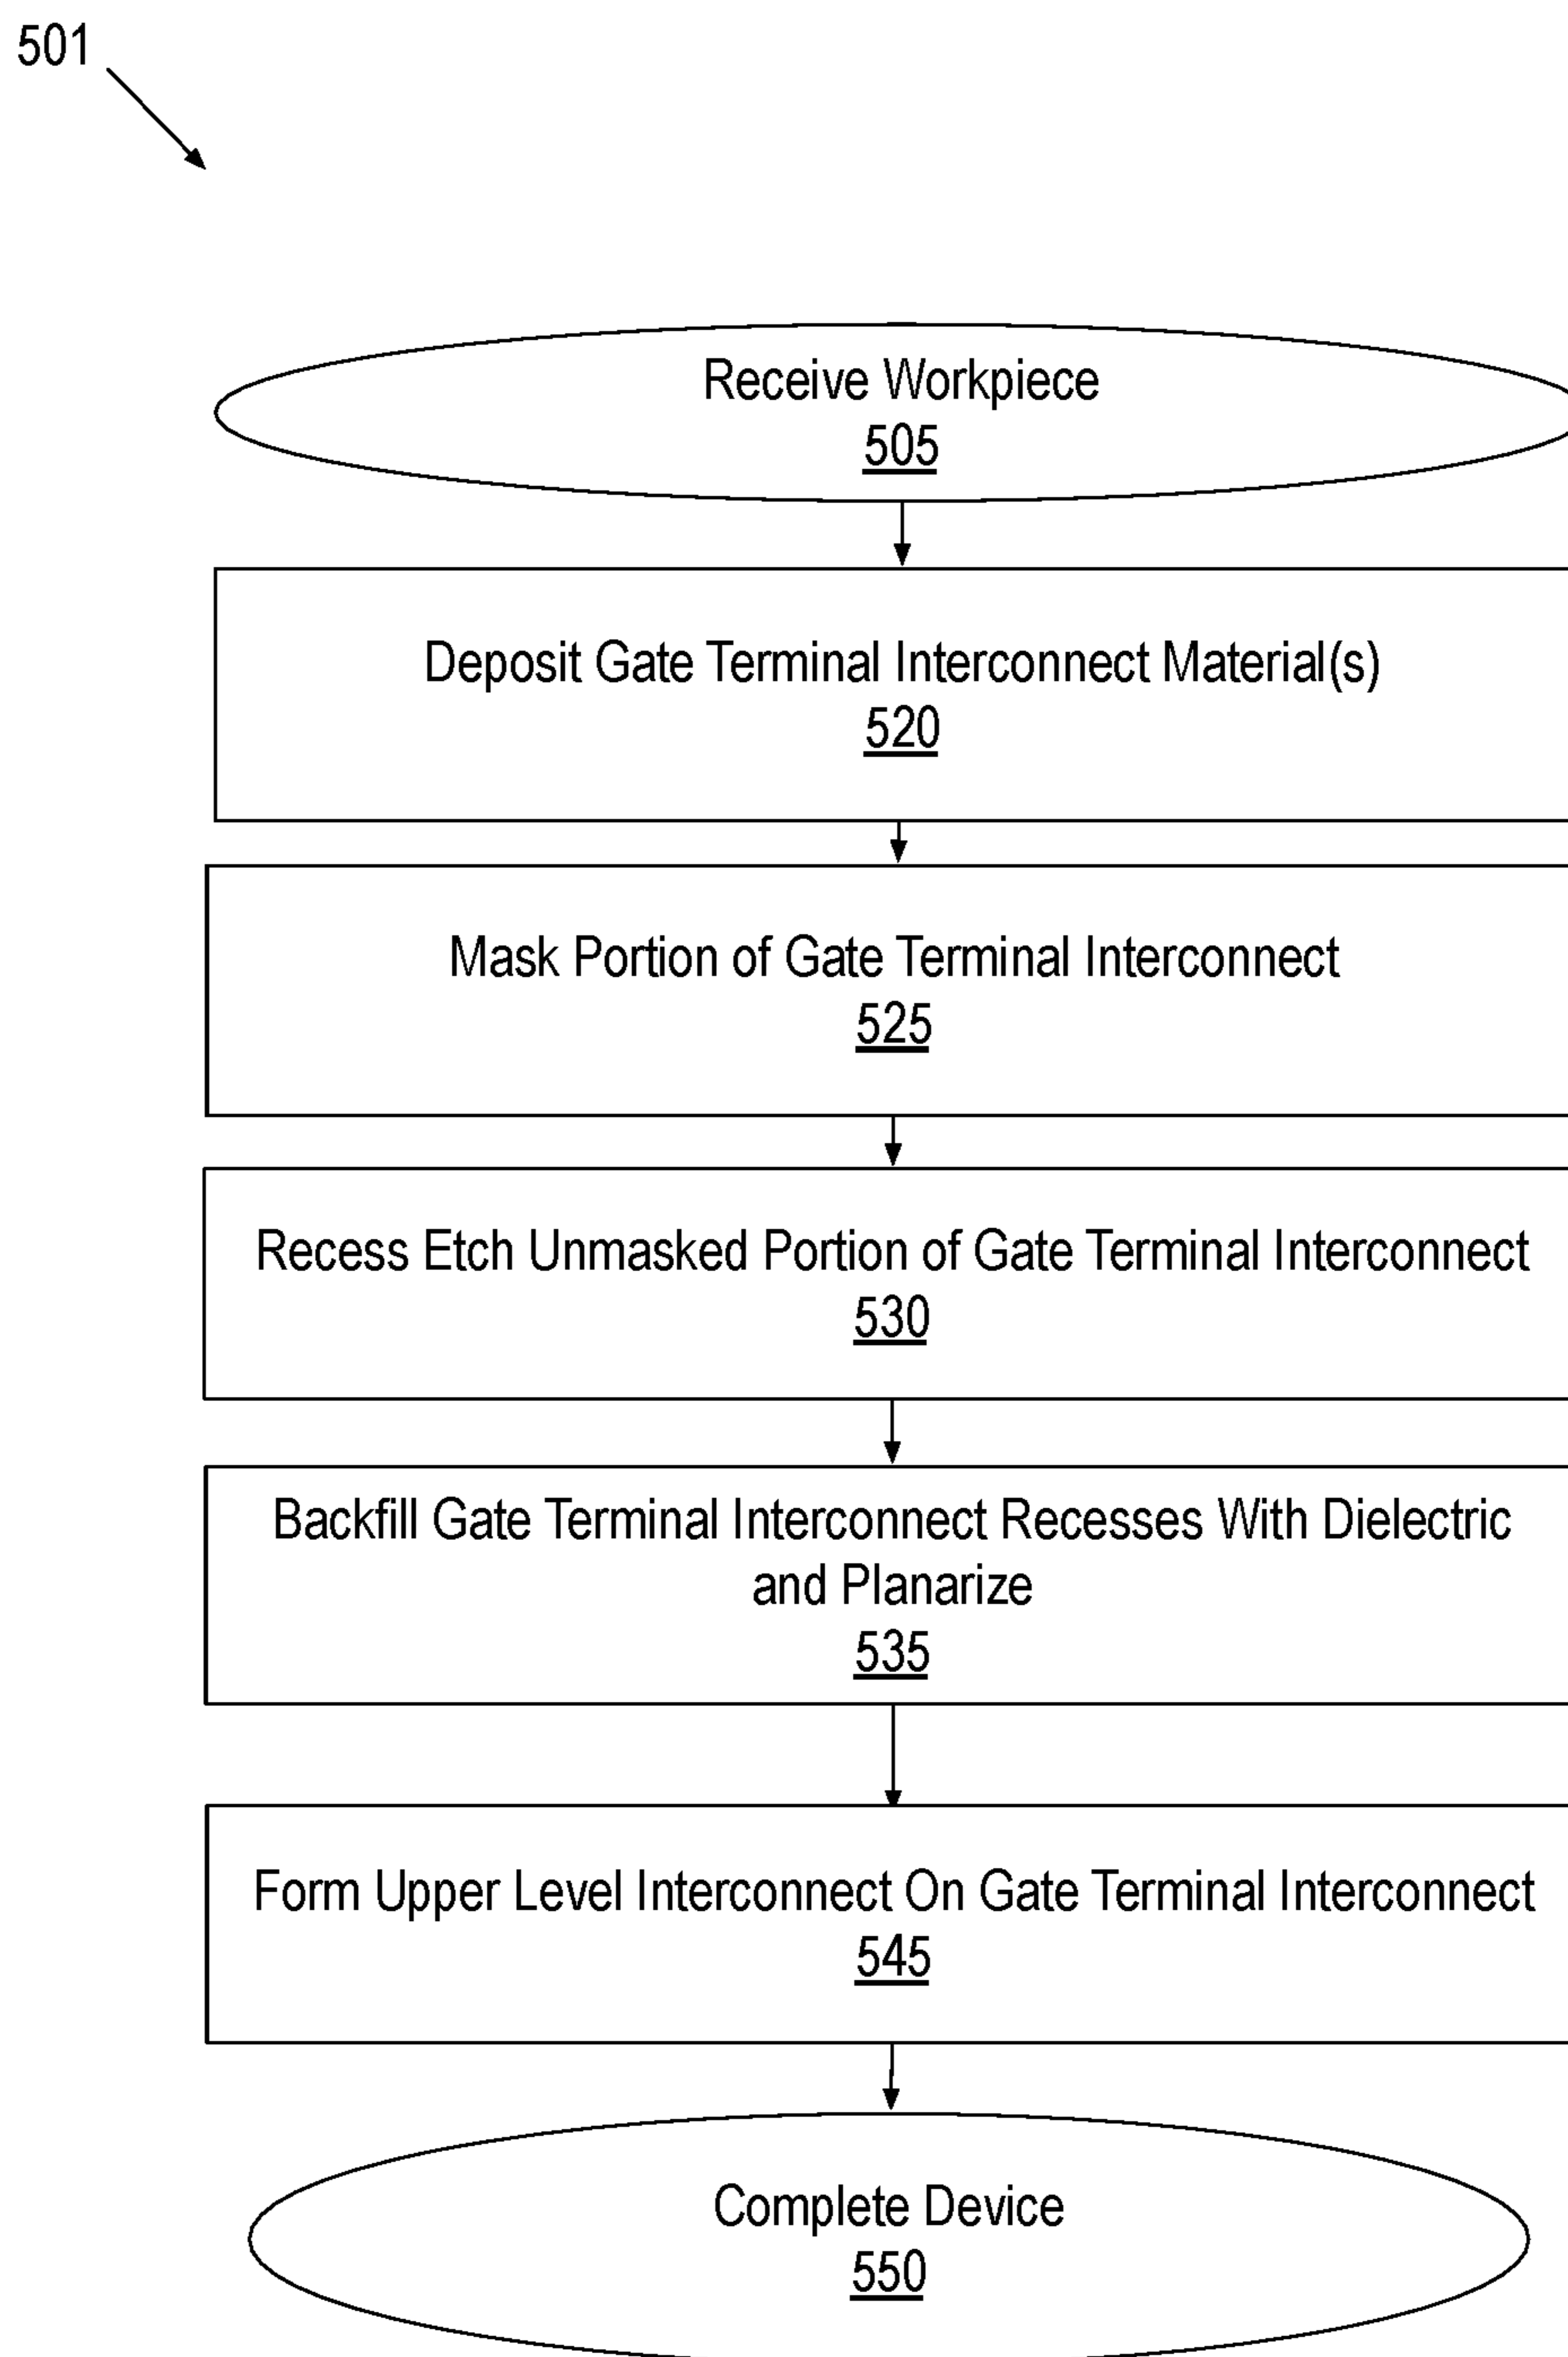 501
Receive Workpiece
505
Deposit Gate Terminal Interconnect Material(s)
520
Mask Portion of Gate Terminal Interconnect
525
Recess Etch Unmasked Portion of Gate Terminal Interconnect
530
Backfill Gate Terminal Interconnect Recesses With Dielectric
and Planarize
535
Form Upper Level Interconnect On Gate Terminal Interconnect
545
Complete Device
550